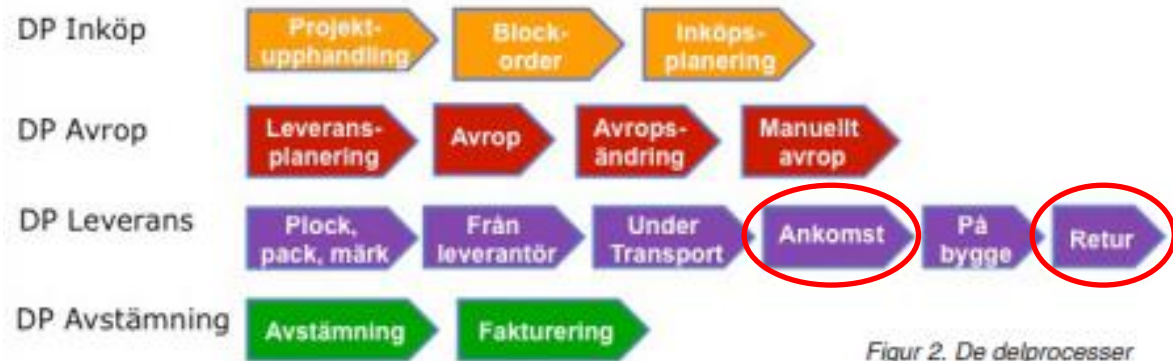 DP Inköp
Projekt-
upphandling
Block-
order
Inköps-
planering
DP Avrop
Leverans-
planering
Avrop
Avrops-
ändring
Manuellt
avrop
DP Leverans
Plock,
pack, märk
Från
leverantör
Under
Transport
Ankomst
På
bygge
Retur
DP Avstämning
Avstämning
Fakturering
Figur 2. De delprocesser